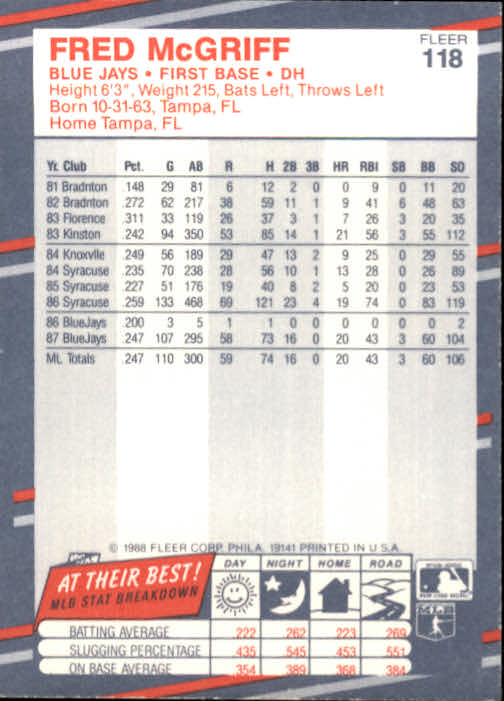 FRED McGRIFF
FLEER
118
BLUE JAYS • FIRST BASE • DH
Height 6'3", Weight 215, Bats Left, Throws Left
Born 10-31-63, Tampa, FL
Home Tampa, FL
Yr. Club Pct. G AB R H 2B 3B HR RBI SB BB SO
81 Bradnton .148 29 81 6 12 2 0 0 9 0 11 20
82 Bradnton .272 62 217 38 59 11 1 9 41 6 48 63
83 Florence .311 33 119 26 37 3 1 7 26 3 20 35
83 Kinston .242 94 350 53 85 14 1 21 56 3 55 112
84 Knoxvlle .249 56 189 29 47 13 2 9 25 0 29 55
84 Syracuse .235 70 238 28 56 10 1 13 28 0 26 89
85 Syracuse .227 51 176 19 40 8 2 5 20 0 23 53
86 Syracuse .259 133 468 69 121 23 4 19 74 0 83 119
86 BlueJays .200 3 5 1 1 0 0 0 0 0 0 2
87 BlueJays .247 107 295 58 73 16 0 20 43 3 60 104
ML Totals .247 110 300 59 74 16 0 20 43 3 60 106
© 1988 FLEER CORP. PHILA. 19141 PRINTED IN U.S.A.
AT THEIR BEST!
MLB STAT BREAKDOWN
DAY NIGHT HOME ROAD
BATTING AVERAGE .222 .262 .223 .269
SLUGGING PERCENTAGE .435 .545 .453 .551
ON BASE AVERAGE .354 .389 .368 .384